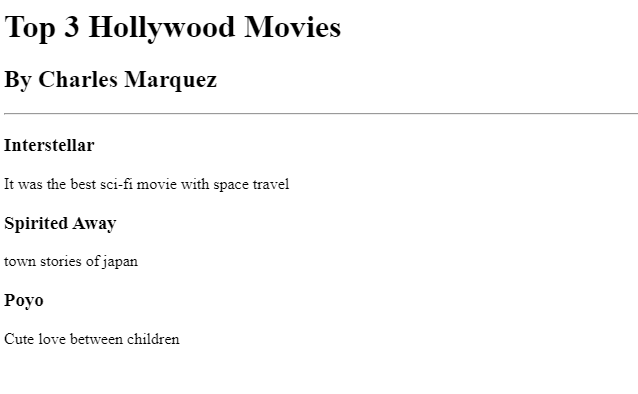 Top 3 Hollywood Movies
By Charles Marquez
Interstellar
It was the best sci-fi movie with space travel
Spirited Away
town stories of japan
Poyo
Cute love between children